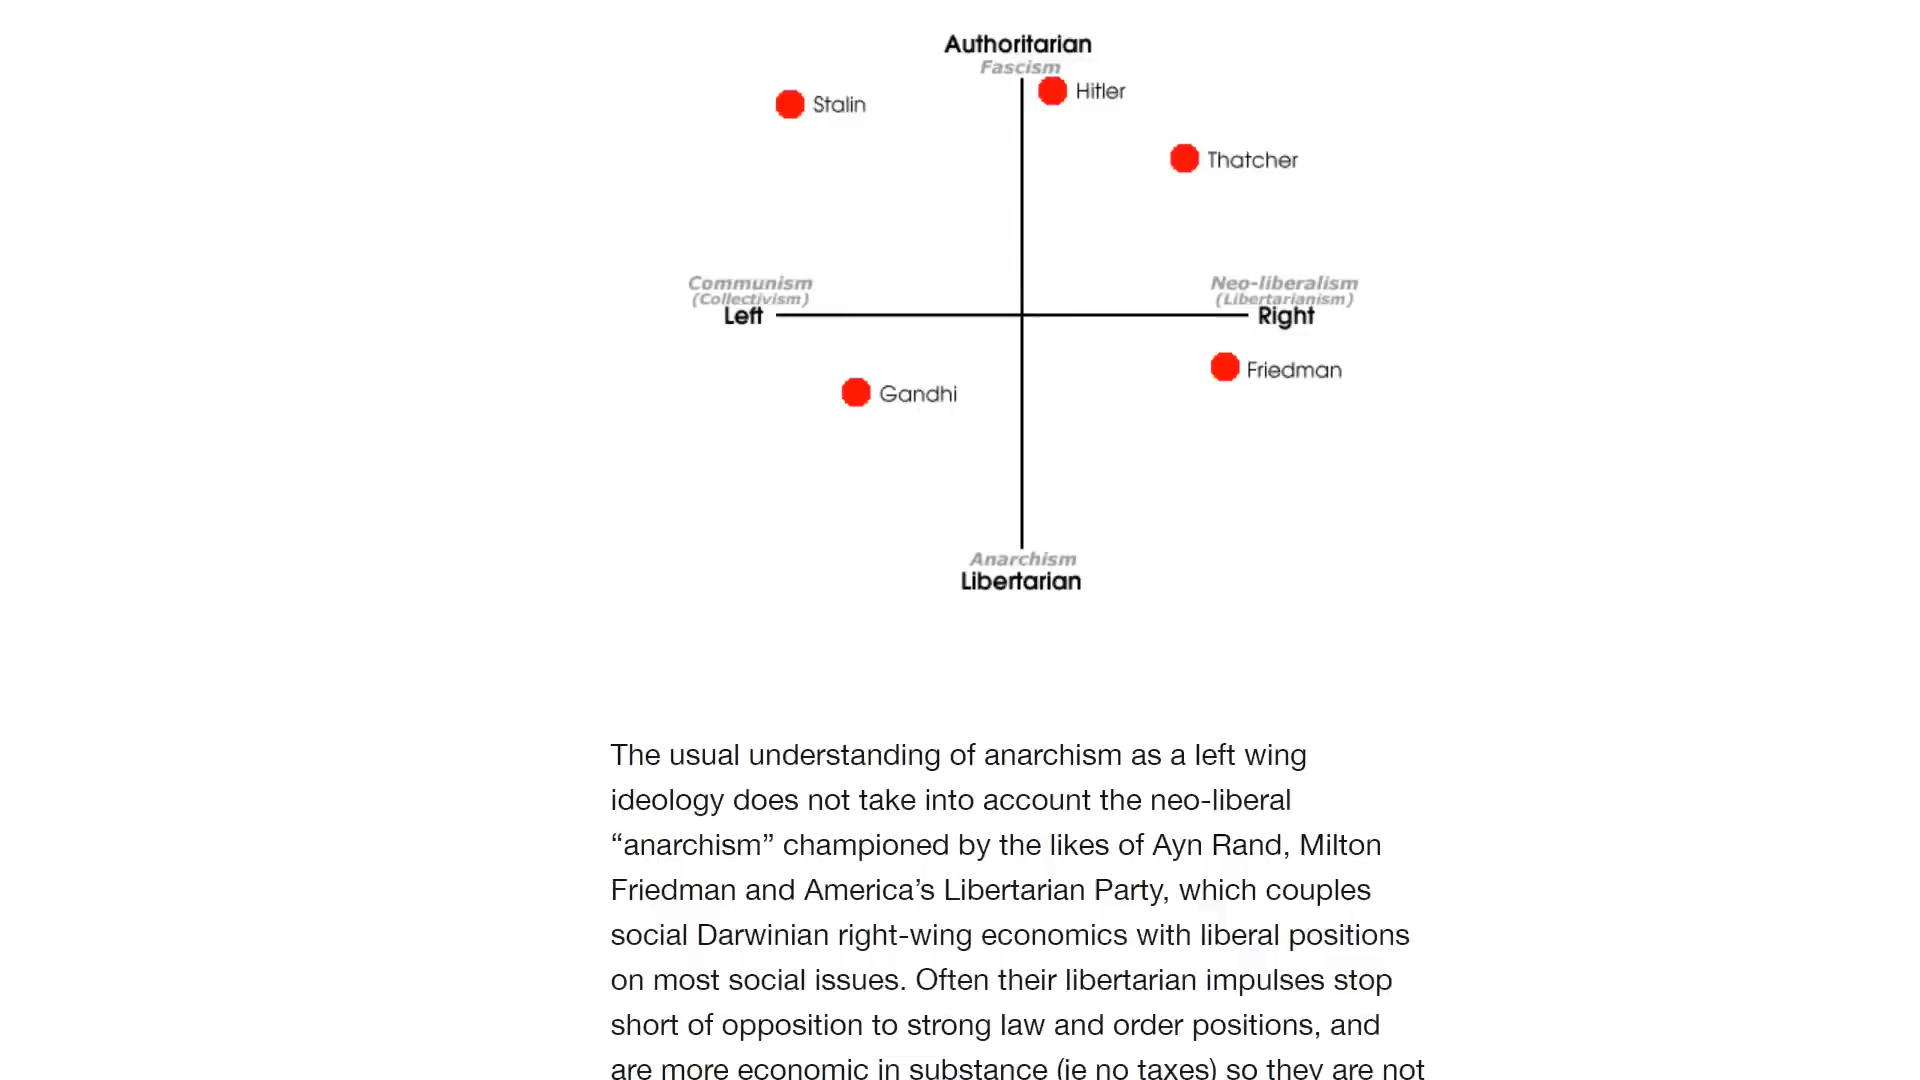 Authoritarian
Fascism
Hitler
Stalin
Thatcher
Communism
(Collectivism)
Left
Neo-liberalism
(Libertarianism)
Right
Friedman
Gandhi
Anarchism
Libertarian
The usual understanding of anarchism as a left wing
ideology does not take into account the neo-liberal
“anarchism” championed by the likes of Ayn Rand, Milton
Friedman and America’s Libertarian Party, which couples
social Darwinian right-wing economics with liberal positions
on most social issues. Often their libertarian impulses stop
short of opposition to strong law and order positions, and
are more economic in substance (ie no taxes) so they are not